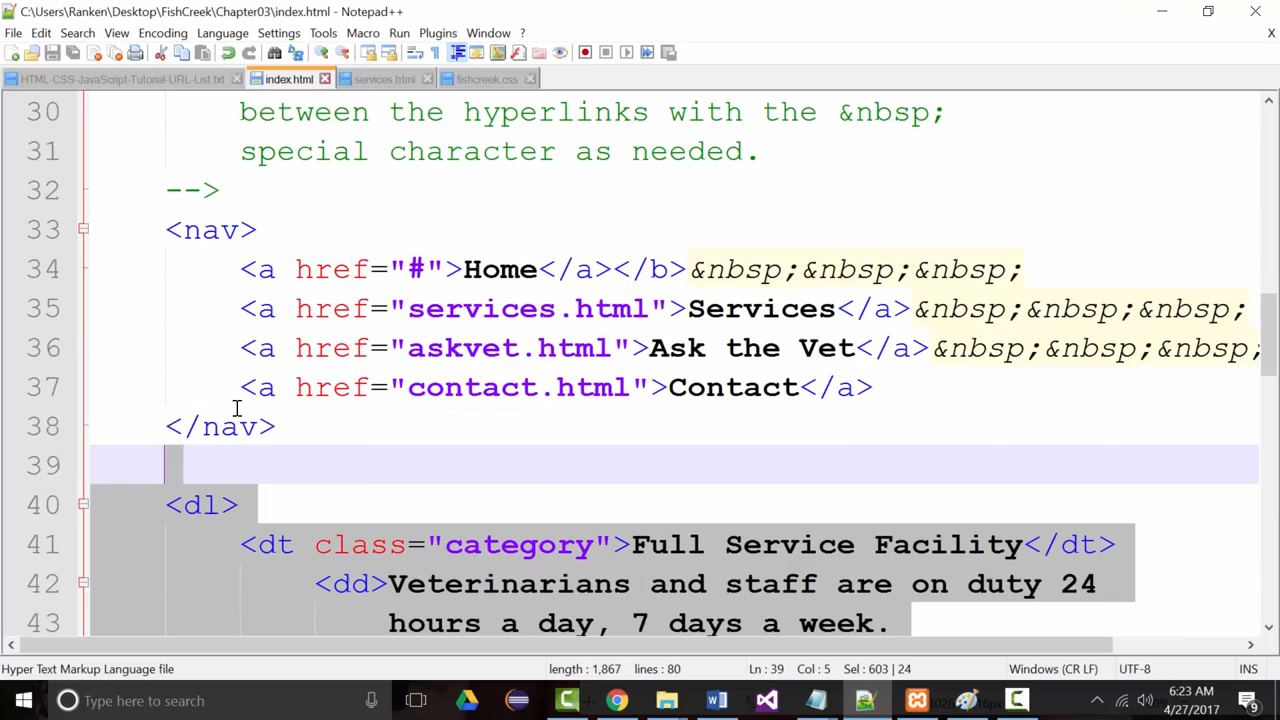 C:\Users\Ranken\Desktop\FishCreek\Chapter03\index.html - Notepad++
File Edit Search View Encoding Language Settings Tools Macro Run Plugins Window ? X
HTML-CSS-JavaScript-Tutorial-URL-List.txt index.html services.html fishcreek.css
30 between the hyperlinks with the &nbsp;
31 special character as needed.
32 -->
33 <nav>
34 <a href="#">Home</a></b>&nbsp;&nbsp;&nbsp;
35 <a href="services.html">Services</a>&nbsp;&nbsp;&nbsp;
36 <a href="askvet.html">Ask the Vet</a>&nbsp;&nbsp;&nbsp;
37 <a href="contact.html">Contact</a>
38 </nav>
39
40 <dl>
41 <dt class="category">Full Service Facility</dt>
42 <dd>Veterinarians and staff are on duty 24
43 hours a day, 7 days a week.
Hyper Text Markup Language file length : 1,867 lines : 80 Ln : 39 Col : 5 Sel : 603 | 24 Windows (CR LF) UTF-8 INS
Type here to search
6:23 AM
4/27/2017